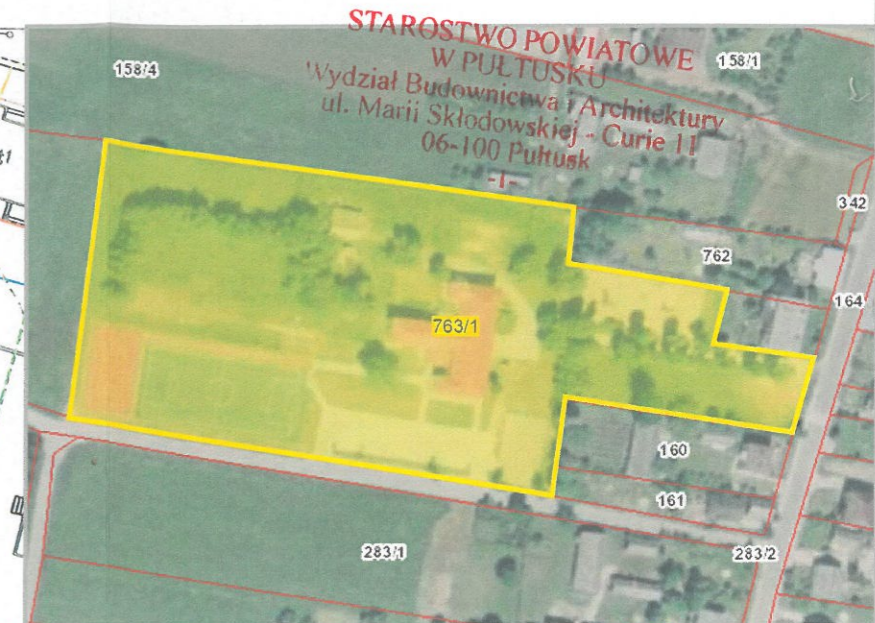 STAROSTWO POWIATOWE
W PUŁTUSKU
Wydział Budownictwa i Architektury
ul. Marii Skłodowskiej - Curie 11
06-100 Pułtusk
-1-
158/4
158/1
342
762
164
763/1
160
161
283/1
283/2